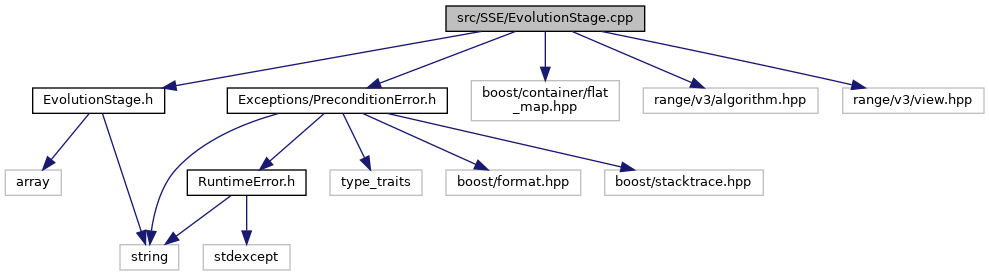 src/SSE/EvolutionStage.cpp
EvolutionStage.h
Exceptions/PreconditionError.h
boost/container/flat
_map.hpp
range/v3/algorithm.hpp
range/v3/view.hpp
array
RuntimeError.h
type_traits
boost/format.hpp
boost/stacktrace.hpp
string
stdexcept